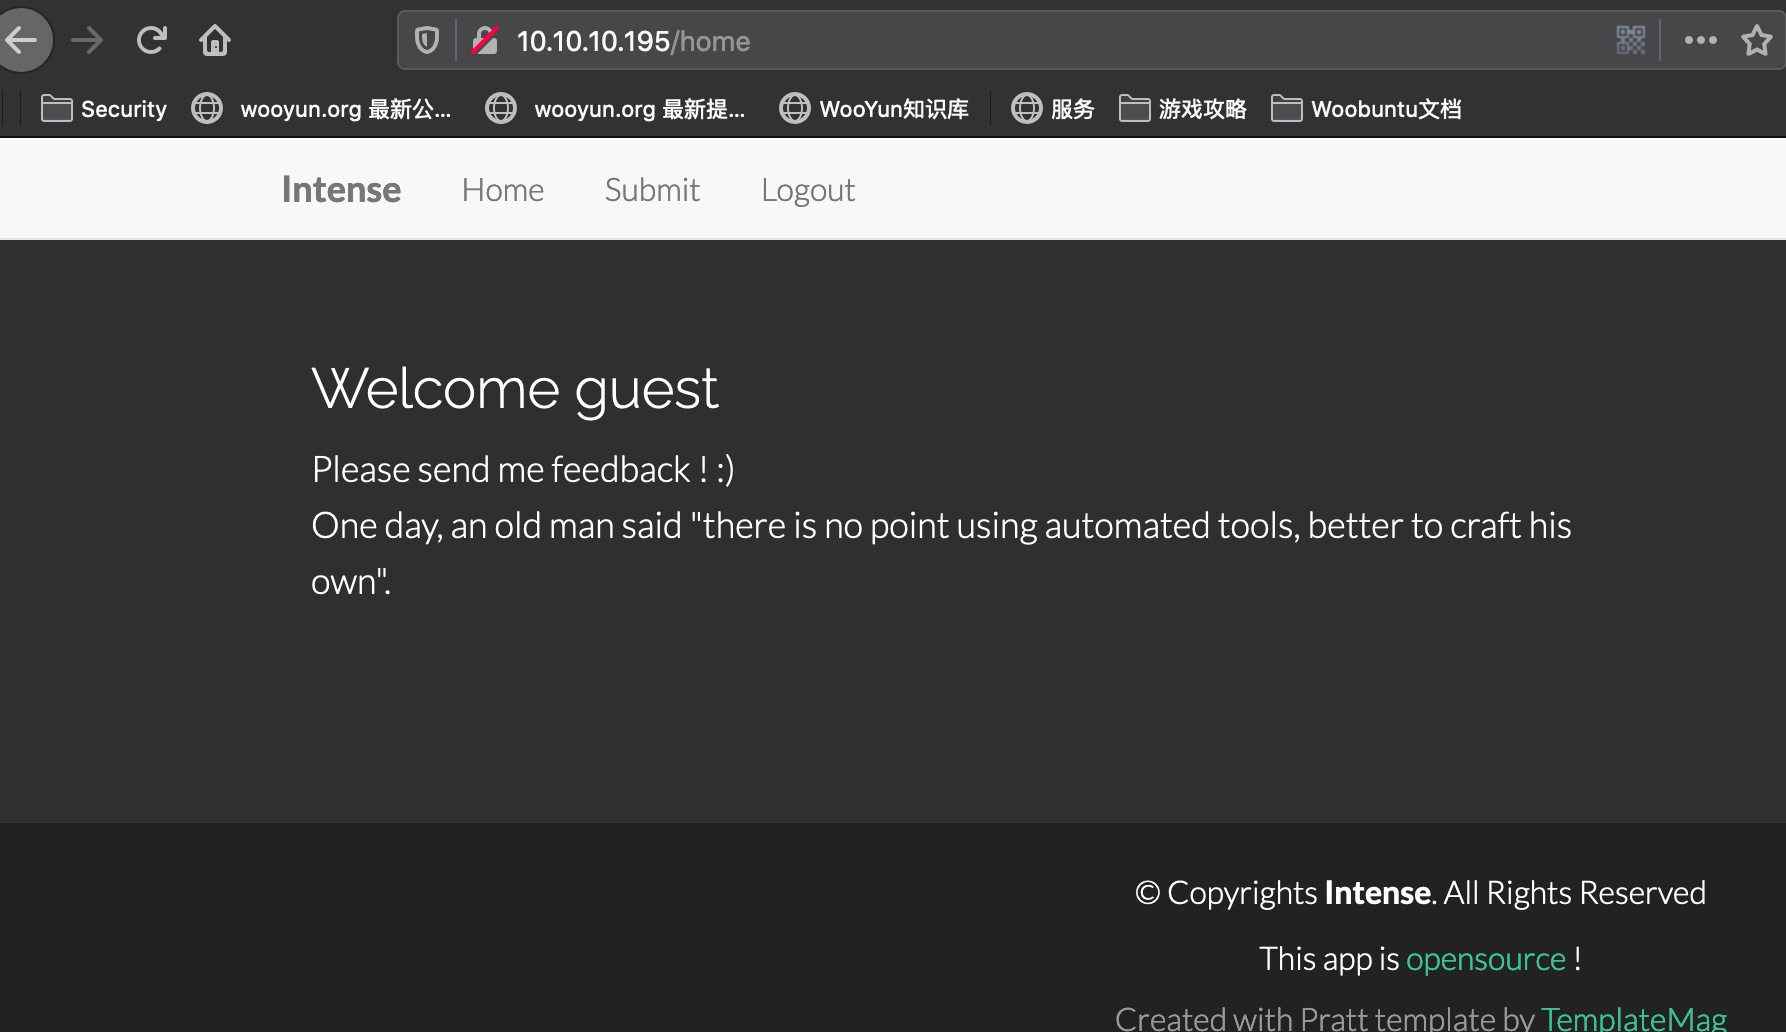 10.10.10.195/home
Security wooyun.org 最新公... wooyun.org 最新提... WooYun知识库 服务 游戏攻略 Woobuntu文档
Intense Home Submit Logout
Welcome guest
Please send me feedback ! :)
One day, an old man said "there is no point using automated tools, better to craft his
own".
© Copyrights Intense. All Rights Reserved
This app is opensource !
Created with Pratt template by TemplateMag